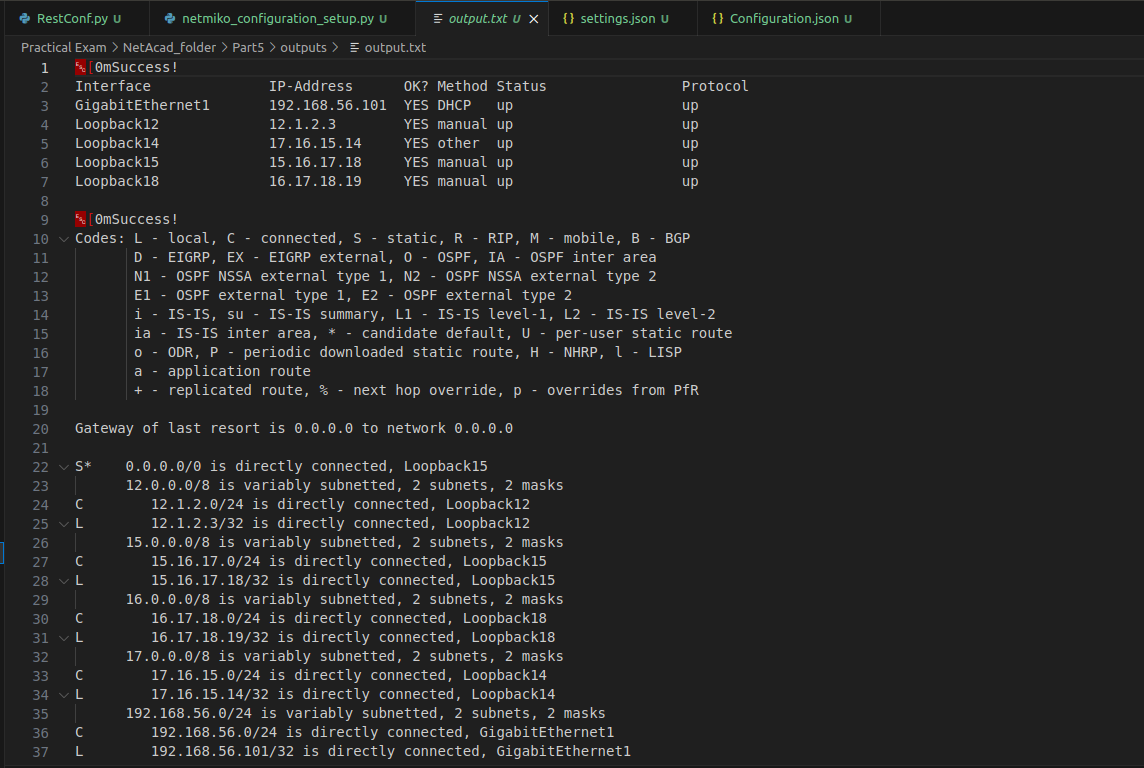 RestConf.py U netmiko_configuration_setup.py U output.txt U settings.json U Configuration.json U
Practical Exam > NetAcad_folder > Part5 > outputs > output.txt
1 [0mSuccess!
2 Interface IP-Address OK? Method Status Protocol
3 GigabitEthernet1 192.168.56.101 YES DHCP up up
4 Loopback12 12.1.2.3 YES manual up up
5 Loopback14 17.16.15.14 YES other up up
6 Loopback15 15.16.17.18 YES manual up up
7 Loopback18 16.17.18.19 YES manual up up
8
9 [0mSuccess!
10 Codes: L - local, C - connected, S - static, R - RIP, M - mobile, B - BGP
11 D - EIGRP, EX - EIGRP external, O - OSPF, IA - OSPF inter area
12 N1 - OSPF NSSA external type 1, N2 - OSPF NSSA external type 2
13 E1 - OSPF external type 1, E2 - OSPF external type 2
14 i - IS-IS, su - IS-IS summary, L1 - IS-IS level-1, L2 - IS-IS level-2
15 ia - IS-IS inter area, * - candidate default, U - per-user static route
16 o - ODR, P - periodic downloaded static route, H - NHRP, l - LISP
17 a - application route
18 + - replicated route, % - next hop override, p - overrides from PfR
19
20 Gateway of last resort is 0.0.0.0 to network 0.0.0.0
21
22 S* 0.0.0.0/0 is directly connected, Loopback15
23 12.0.0.0/8 is variably subnetted, 2 subnets, 2 masks
24 C 12.1.2.0/24 is directly connected, Loopback12
25 L 12.1.2.3/32 is directly connected, Loopback12
26 15.0.0.0/8 is variably subnetted, 2 subnets, 2 masks
27 C 15.16.17.0/24 is directly connected, Loopback15
28 L 15.16.17.18/32 is directly connected, Loopback15
29 16.0.0.0/8 is variably subnetted, 2 subnets, 2 masks
30 C 16.17.18.0/24 is directly connected, Loopback18
31 L 16.17.18.19/32 is directly connected, Loopback18
32 17.0.0.0/8 is variably subnetted, 2 subnets, 2 masks
33 C 17.16.15.0/24 is directly connected, Loopback14
34 L 17.16.15.14/32 is directly connected, Loopback14
35 192.168.56.0/24 is variably subnetted, 2 subnets, 2 masks
36 C 192.168.56.0/24 is directly connected, GigabitEthernet1
37 L 192.168.56.101/32 is directly connected, GigabitEthernet1